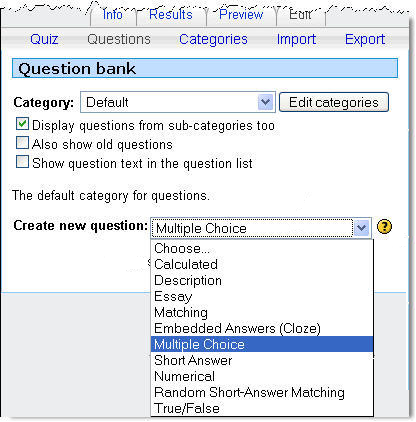 Info Results Preview Edit
Quiz Questions Categories Import Export
Question bank
Category: Default Edit categories
Display questions from sub-categories too
Also show old questions
Show question text in the question list
The default category for questions.
Create new question: Multiple Choice ?
Choose...
Calculated
Description
Essay
Matching
Embedded Answers (Cloze)
Multiple Choice
Short Answer
Numerical
Random Short-Answer Matching
True/False